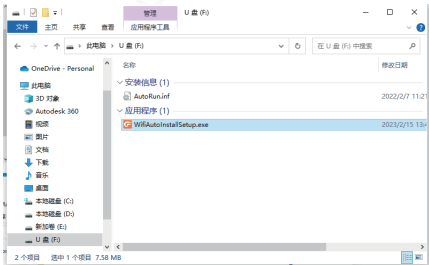 管理
U 盘 (F:)
文件
主页
共享
查看
应用程序工具
此电脑 › U 盘 (F:)
在 U 盘 (F:) 中搜索
名称
修改日期
OneDrive - Personal
此电脑
3D 对象
Autodesk 360
视频
图片
文档
下载
音乐
桌面
本地磁盘 (C:)
本地磁盘 (D:)
新加卷 (E:)
U 盘 (F:)
安装信息 (1)
AutoRun.inf
2022/2/7 11:21
应用程序 (1)
WifiAutoInstallSetup.exe
2023/2/15 13
2 个项目
选中 1 个项目 7.58 MB